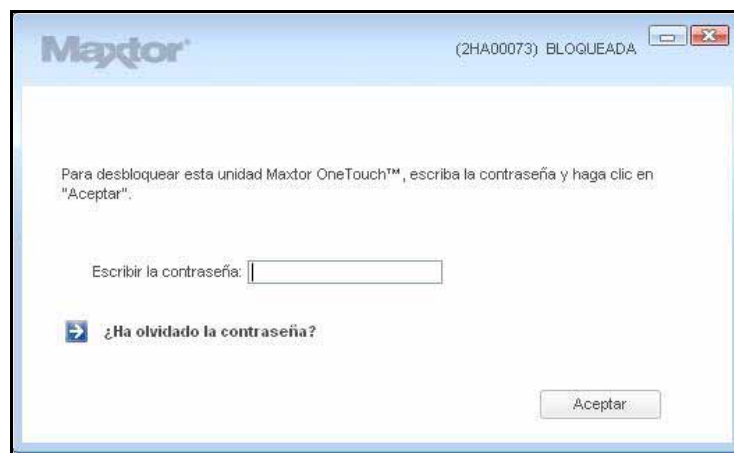 Maxtor®
(2HA00073) BLOQUEADA
Para desbloquear esta unidad Maxtor OneTouch™, escriba la contraseña y haga clic en
"Aceptar".
Escribir la contraseña:
¿Ha olvidado la contraseña?
Aceptar